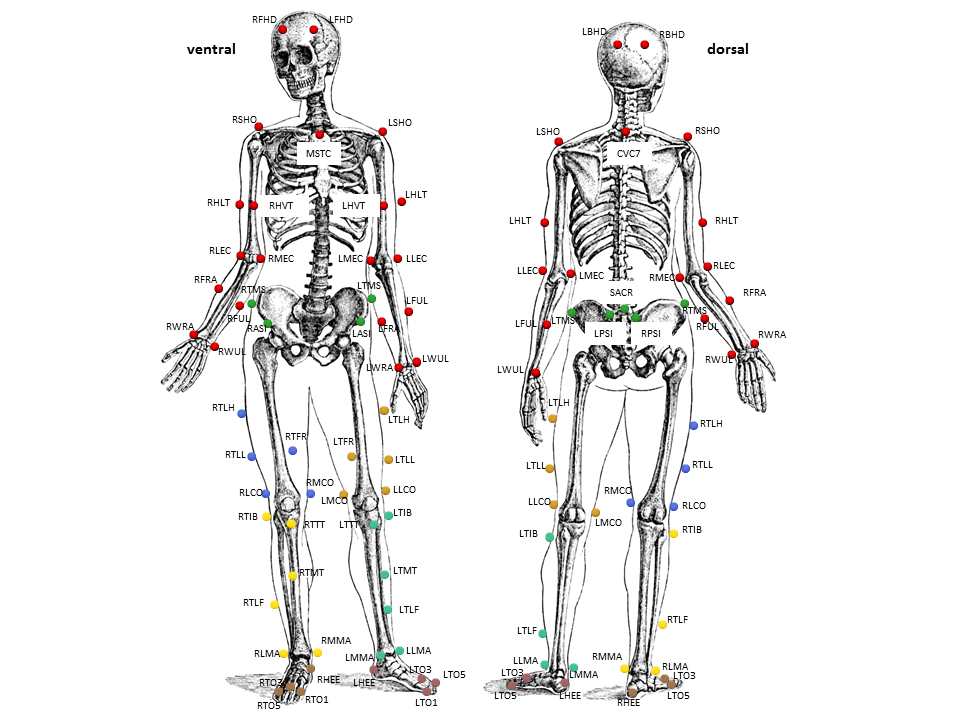 RFHD
LFHD
ventral
RSHO
LSHO
MSTC
RHLT
RHVT
LHVT
LHLT
RLEC
RMEC
LMEC
LLEC
RFRA
RTMS
LTMS
RFUL
LFUL
RWRA
RASI
LASI
LFRA
RWUL
LWRA
LWUL
RTLH
LTLH
RTFR
LTFR
RTLL
LTLL
RMCO
RLCO
LMCO
LLCO
RTIB
RTTT
LTTT
LTIB
RTMT
LTMT
RTLF
LTLF
RMMA
RLMA
LMMA
LLMA
RTO3
RHEE
LHEE
LTO3
LTO5
RTO5
RTO1
LTO1
LBHD
RBHD
dorsal
LSHO
RSHO
CVC7
LHLT
RHLT
LLEC
LMEC
RMEC
RLEC
SACR
RFRA
LFUL
LTMS
RTMS
RFUL
LPSI
RPSI
RWRA
RWUL
LWUL
LTLH
RTLH
LTLL
RTLL
LLCO
RMCO
RLCO
LMCO
LTIB
RTIB
LTLF
RTLF
LLMA
RMMA
RLMA
LTO3
LMMA
RTO3
LTO5
LHEE
RHEE
RTO5